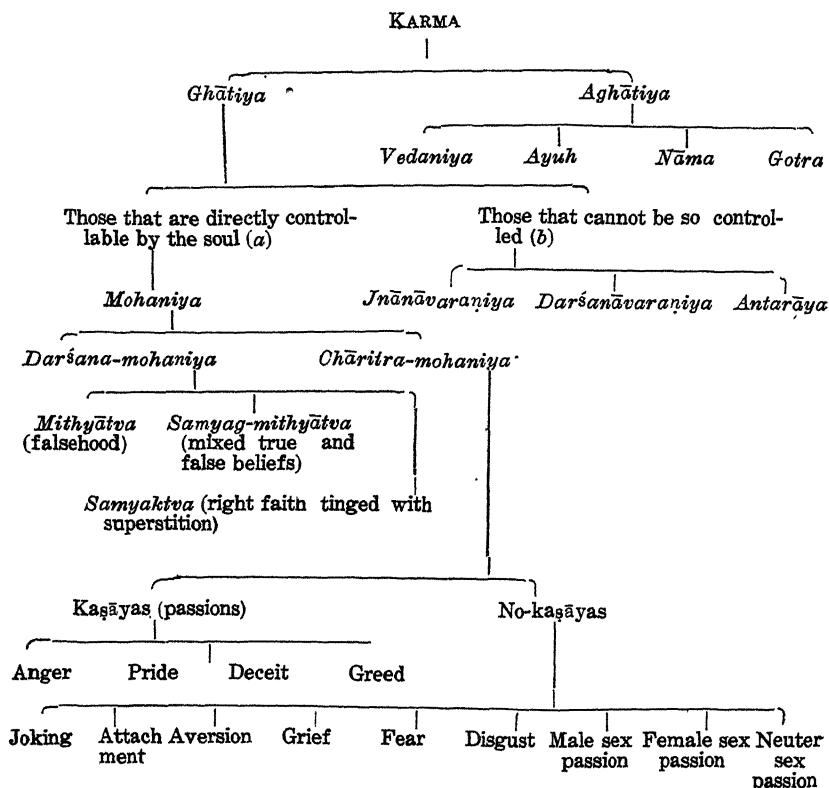 KARMA
Ghātiya Aghātiya
Vedaniya Ayuh Nāma Gotra
Those that are directly control-
lable by the soul (a)
Those that cannot be so control-
led (b)
Mohaniya Jnānāvaraṇiya Darśanāvaraṇiya Antarāya
Darśana-mohaniya Chāritra-mohaniya
Mithyātva
(falsehood)
Samyag-mithyātva
(mixed true and
false beliefs)
Samyaktva (right faith tinged with
superstition)
Kaṣāyas (passions) No-kaṣāyas
Anger Pride Deceit Greed
Joking Attach Aversion Grief Fear Disgust Male sex Female sex Neuter
ment passion passion sex
passion